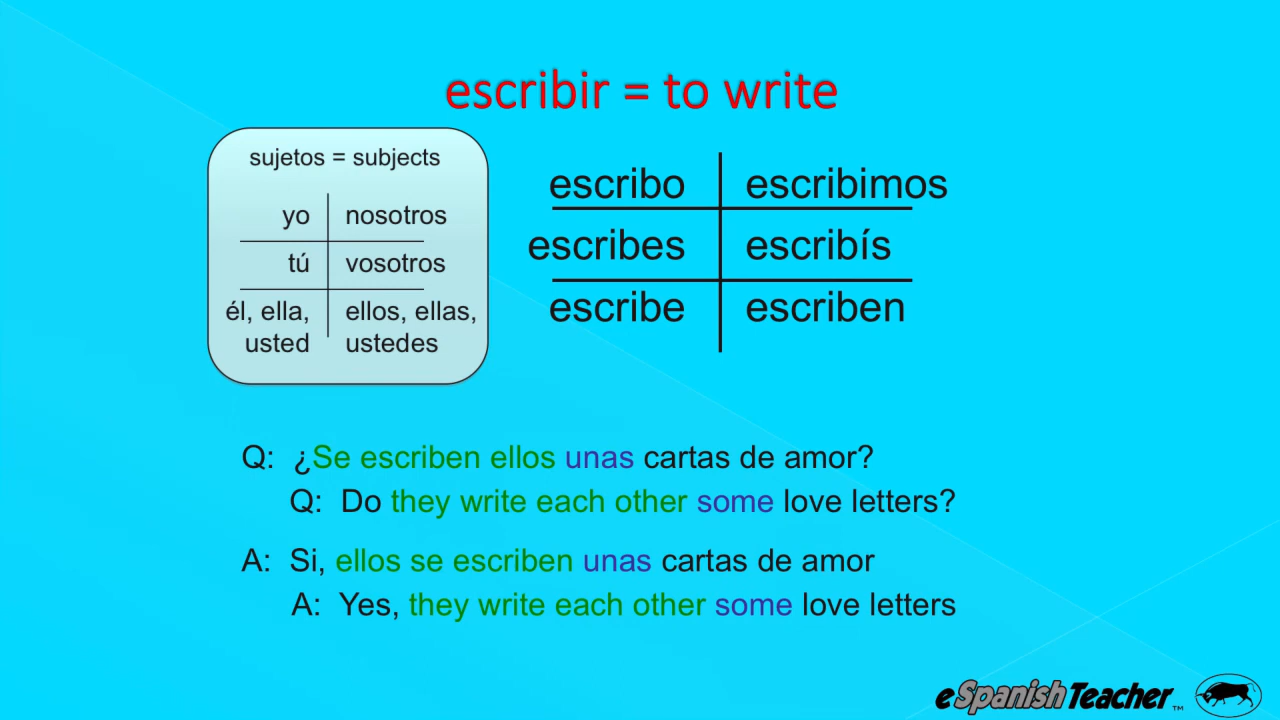 escribir = to write
sujetos = subjects
yo nosotros
tú vosotros
él, ella, ellos, ellas,
usted ustedes
escribo escribimos
escribes escribís
escribe escriben
Q: ¿Se escriben ellos unas cartas de amor?
Q: Do they write each other some love letters?
A: Si, ellos se escriben unas cartas de amor
A: Yes, they write each other some love letters
eSpanishTeacher™